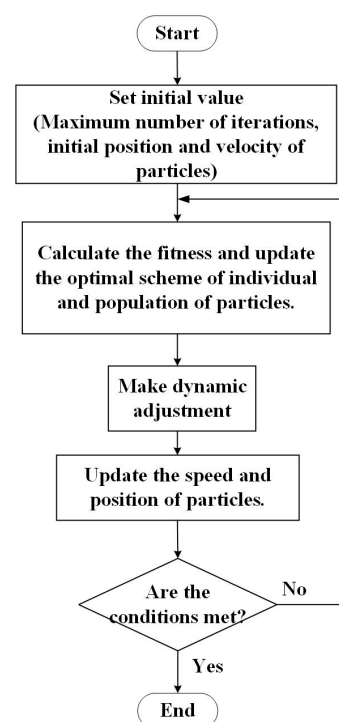 Start
Set initial value
(Maximum number of iterations,
initial position and velocity of
particles)
Calculate the fitness and update
the optimal scheme of individual
and population of particles.
Make dynamic
adjustment
Update the speed and
position of particles.
Are the
conditions met?
No
Yes
End